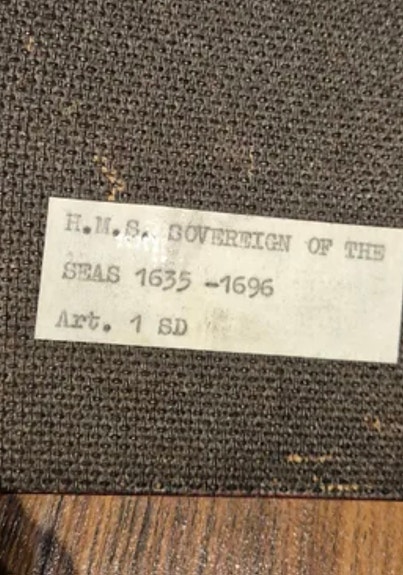 H.M.S. SOVEREIGN OF THE
SEAS 1635 -1696
Art. 1 SD